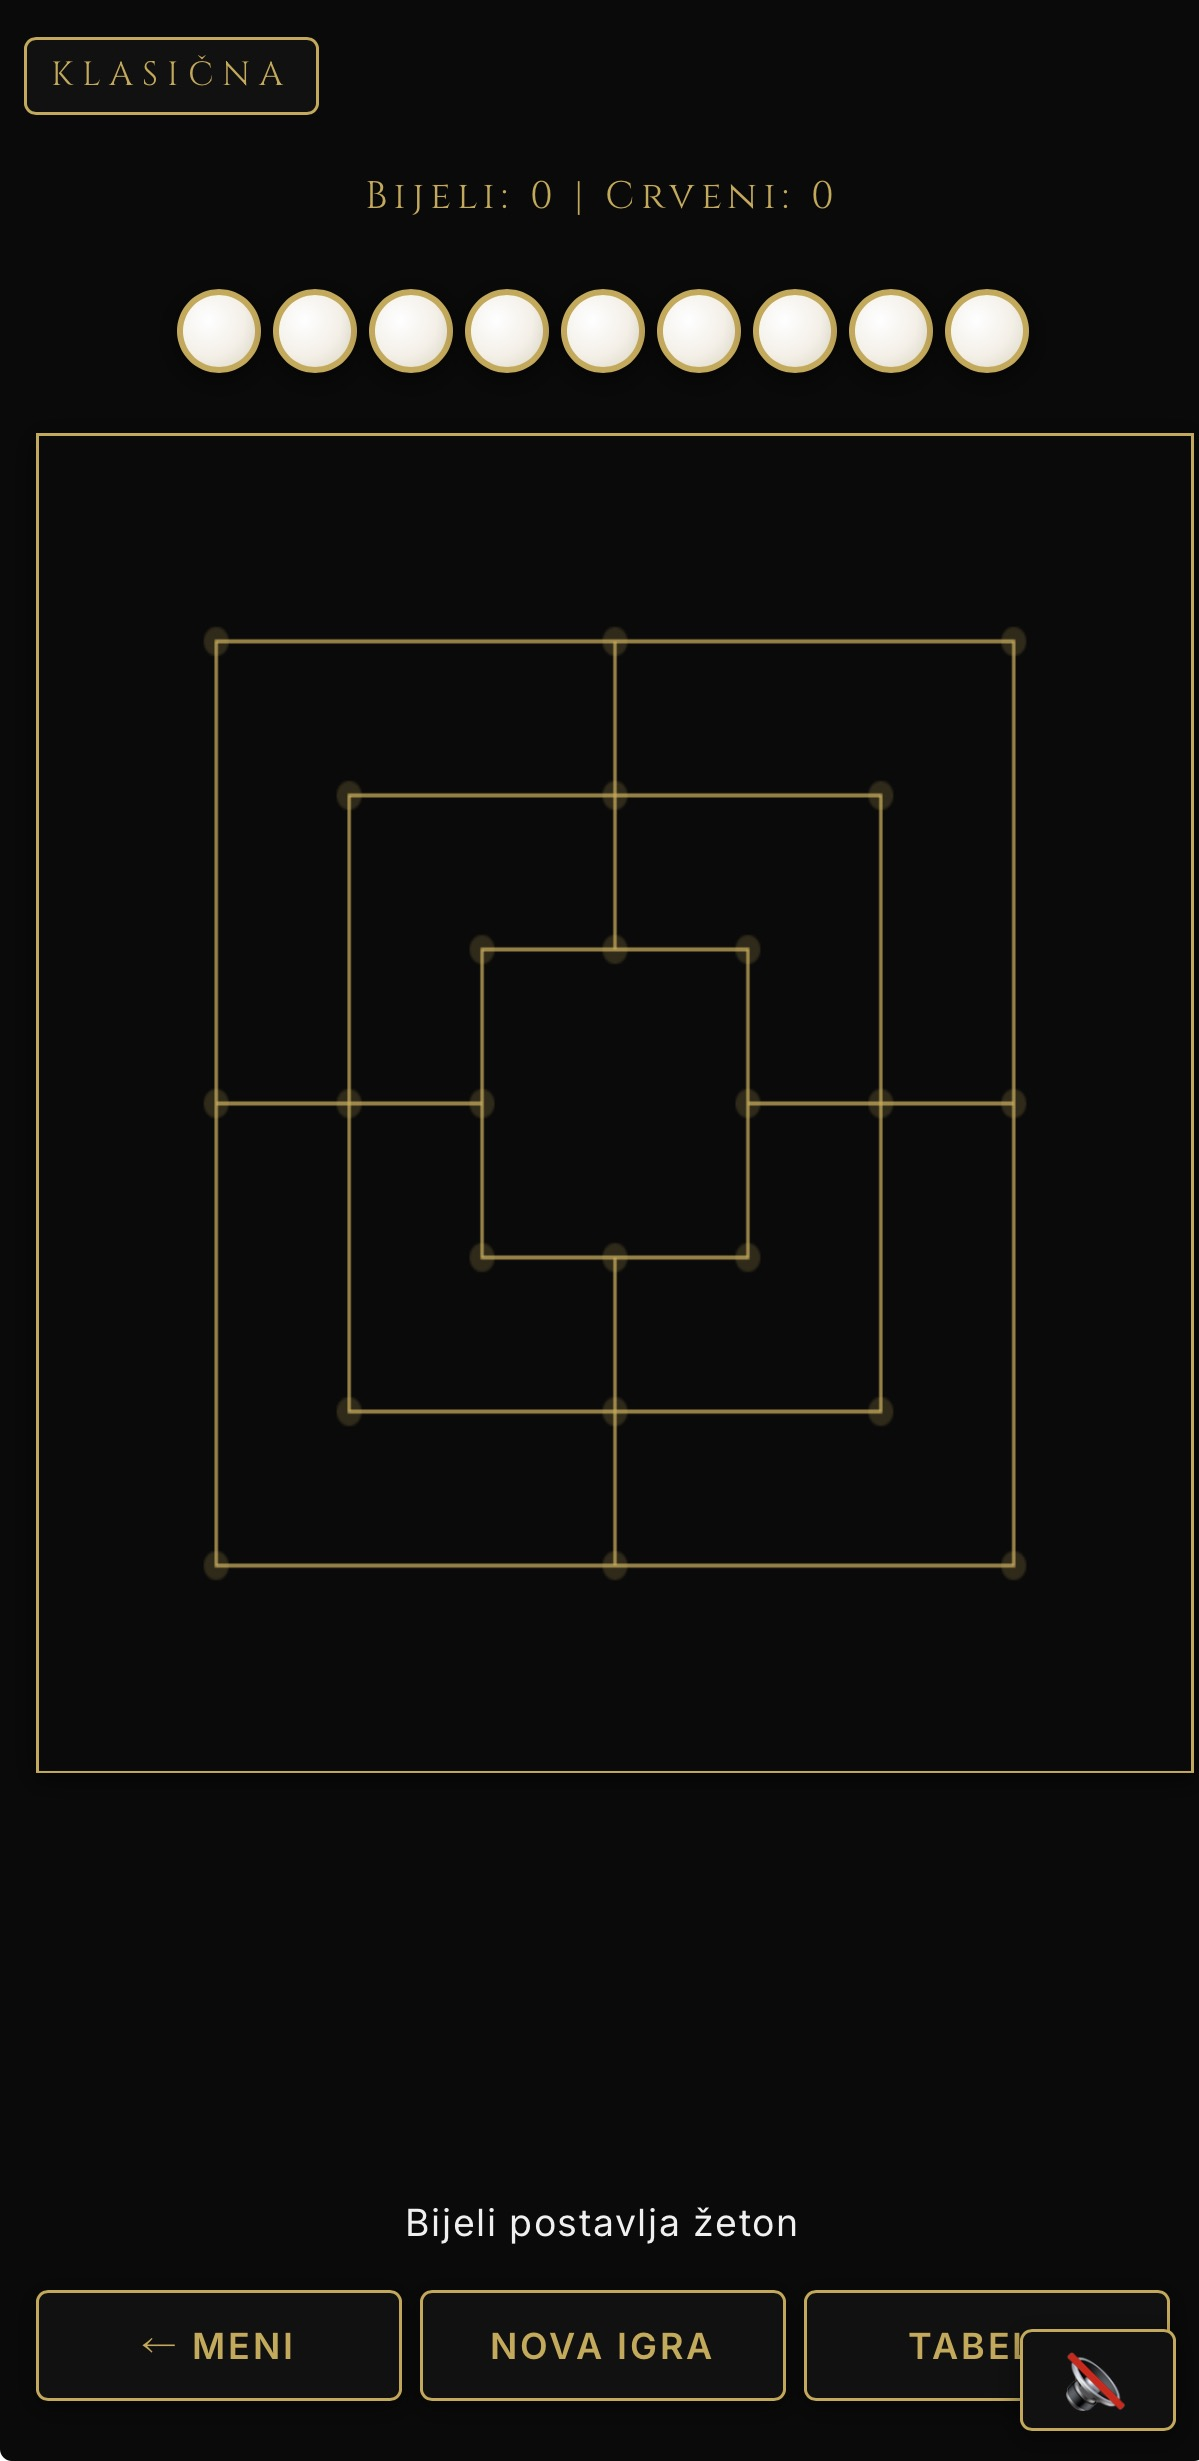 KLASIČNA
Bijeli: 0 | Crveni: 0
Bijeli postavlja žeton
← MENI
NOVA IGRA